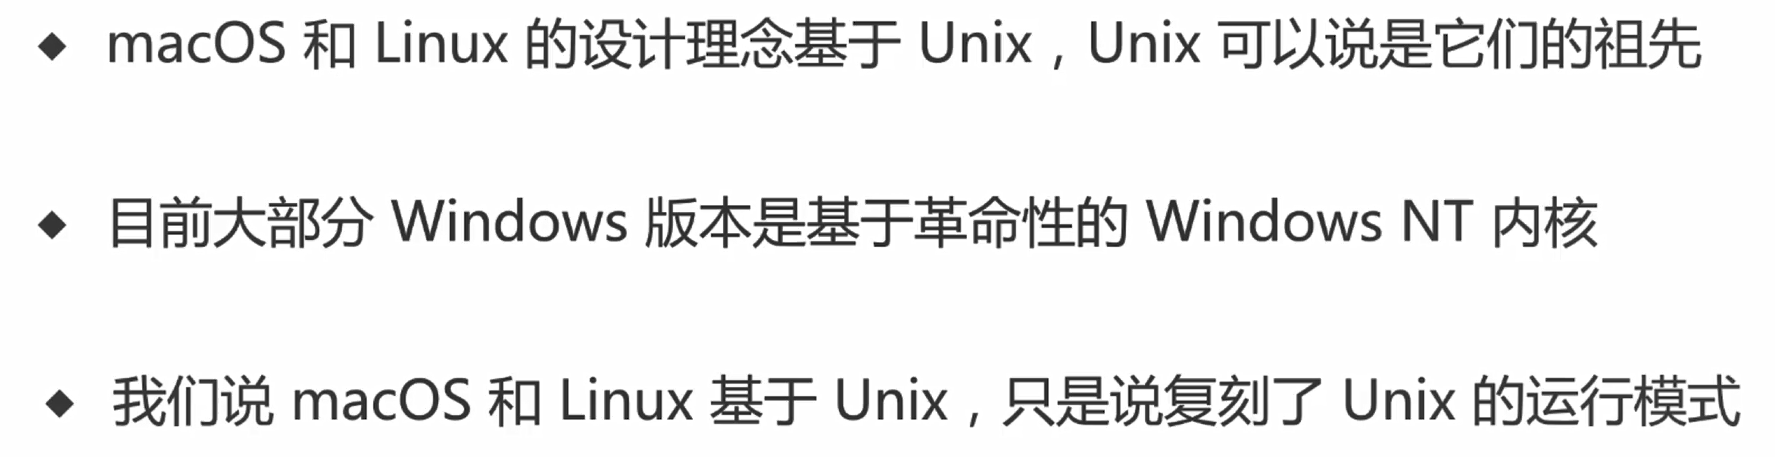 ◆ macOS 和 Linux 的设计理念基于 Unix，Unix 可以说是它们的祖先
◆ 目前大部分 Windows 版本是基于革命性的 Windows NT 内核
◆ 我们说 macOS 和 Linux 基于 Unix，只是说复刻了 Unix 的运行模式